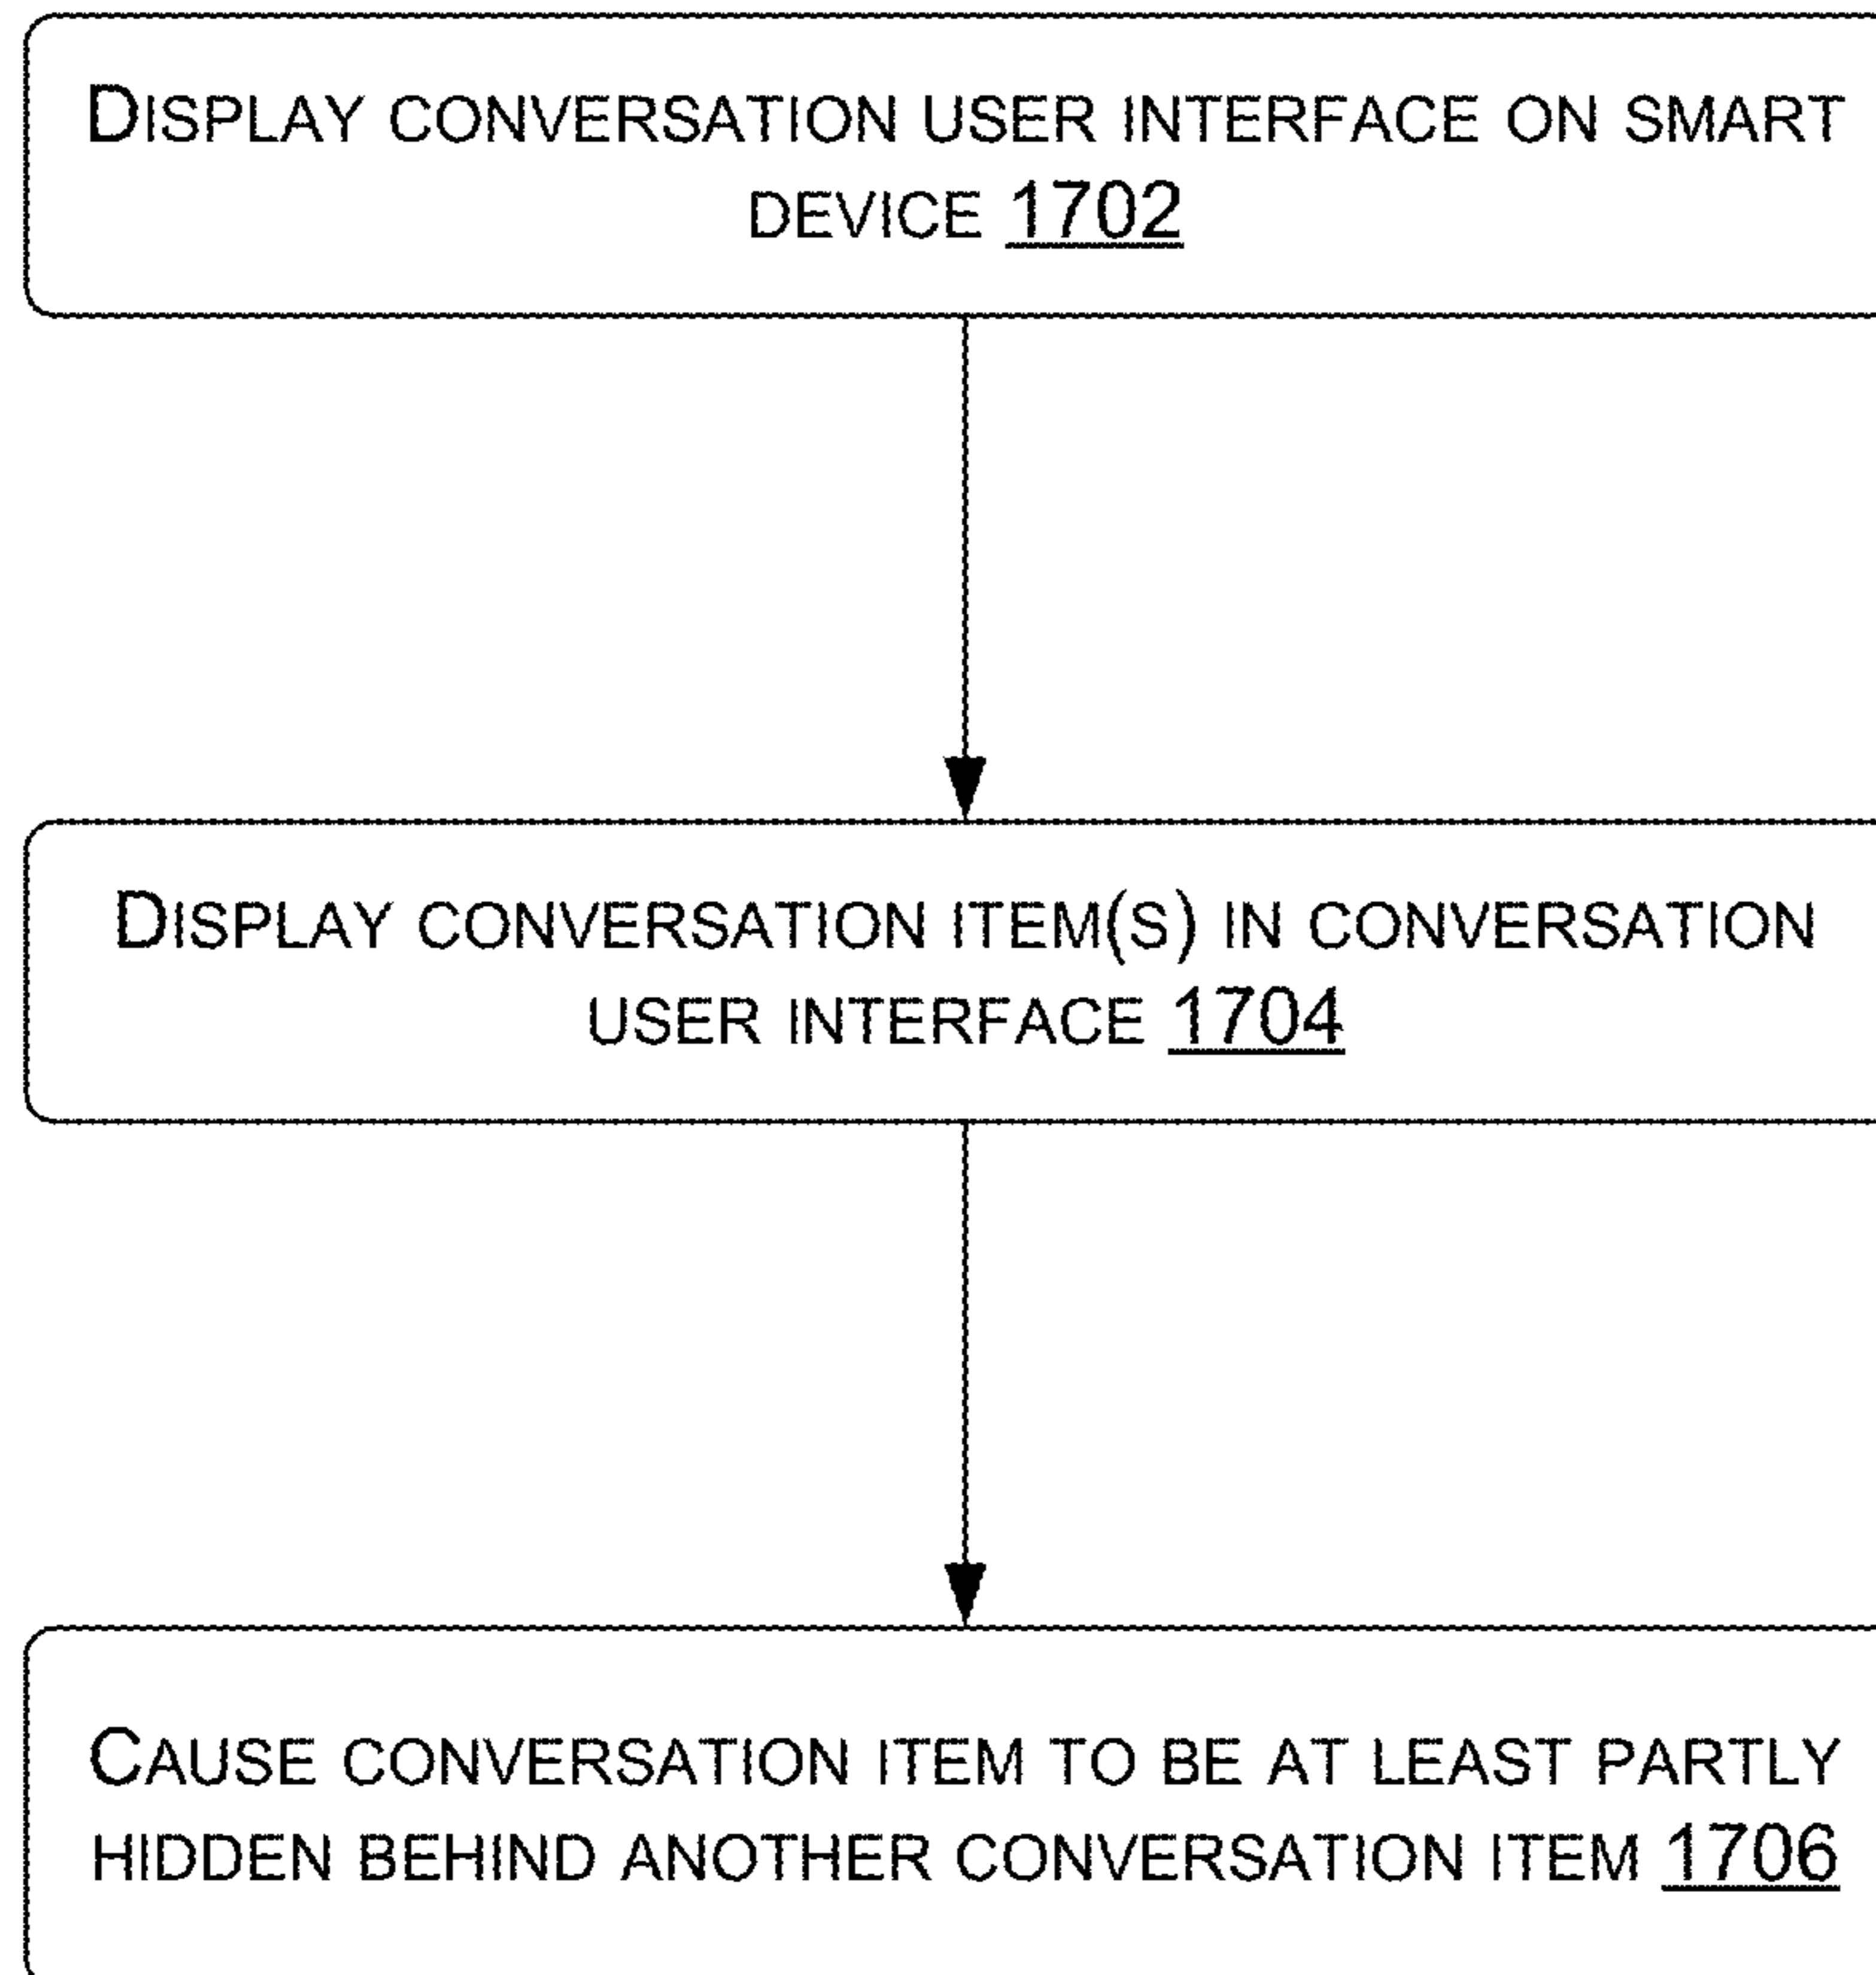 DISPLAY CONVERSATION USER INTERFACE ON SMART
DEVICE 1702
DISPLAY CONVERSATION ITEM(S) IN CONVERSATION
USER INTERFACE 1704
CAUSE CONVERSATION ITEM TO BE AT LEAST PARTLY
HIDDEN BEHIND ANOTHER CONVERSATION ITEM 1706